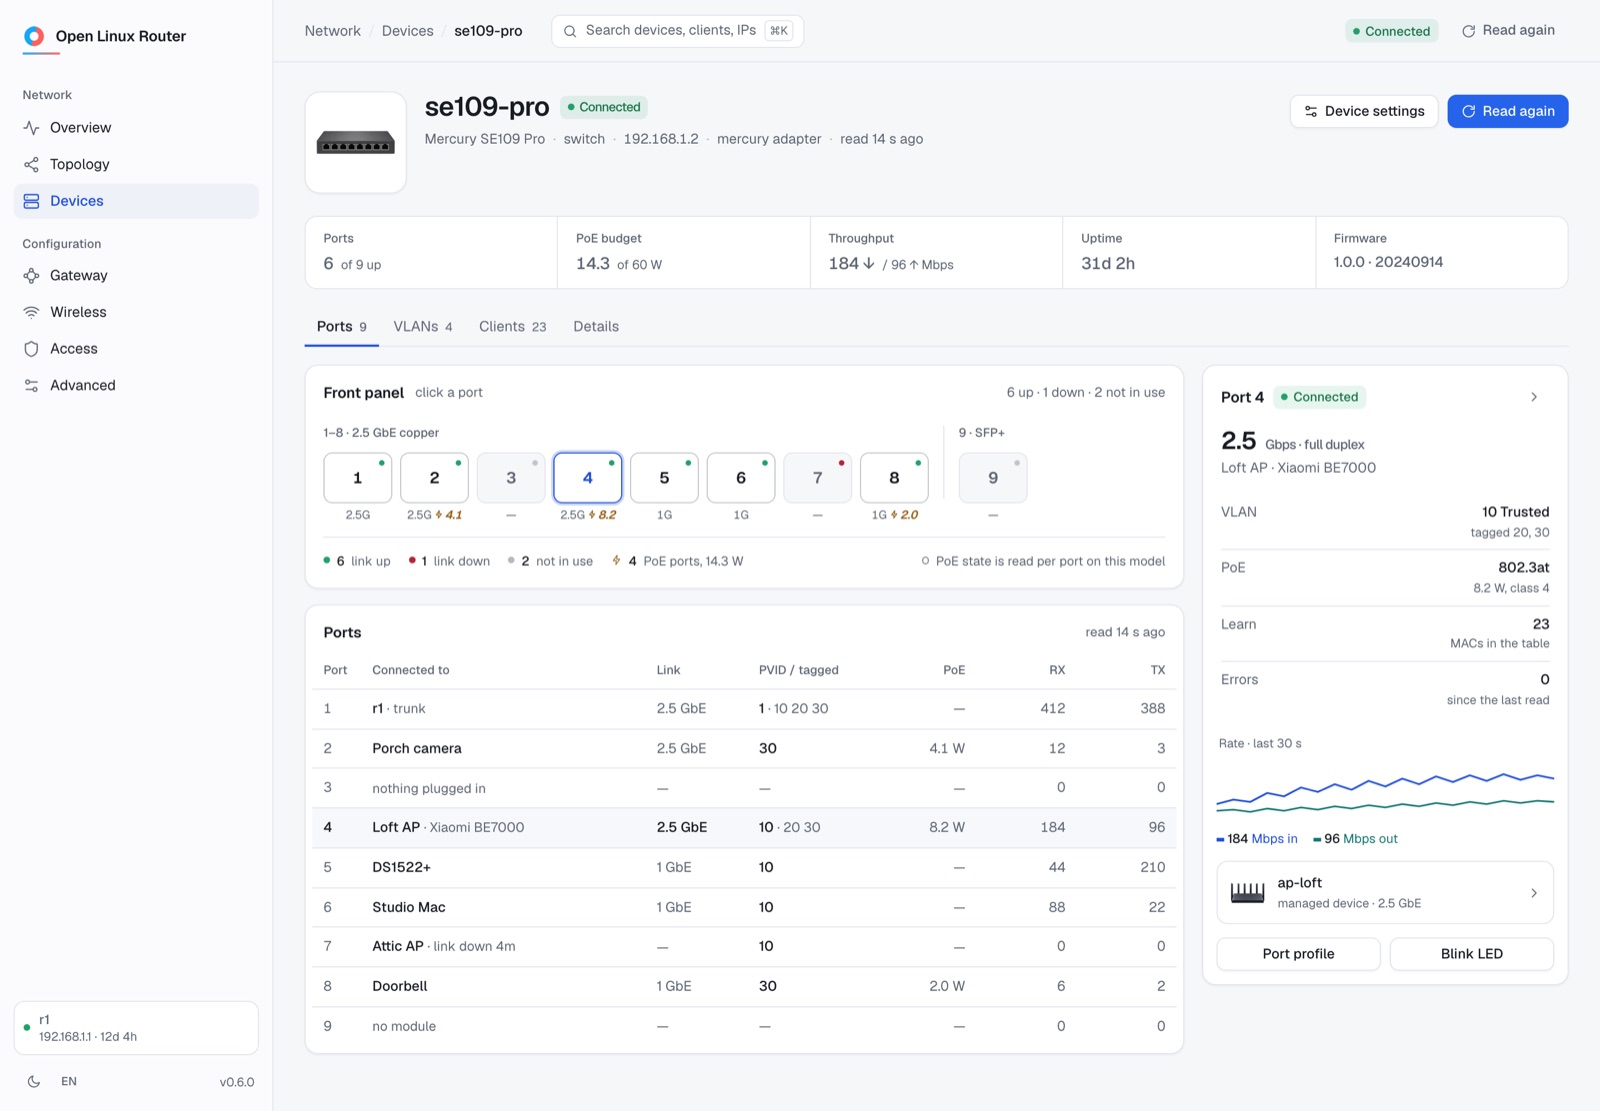 Open Linux Router
Network
Overview
Topology
Devices
Configuration
Gateway
Wireless
Access
Advanced
r1
192.168.1.1 · 12d 4h
EN
v0.6.0
Network / Devices / se109-pro
Search devices, clients, IPs ⌘K
Connected
Read again
se109-pro Connected
Mercury SE109 Pro · switch · 192.168.1.2 · mercury adapter · read 14 s ago
Device settings
Read again
Ports
6 of 9 up
PoE budget
14.3 of 60 W
Throughput
184 ↓ / 96 ↑ Mbps
Uptime
31d 2h
Firmware
1.0.0 · 20240914
Ports 9 VLANs 4 Clients 23 Details
Front panel click a port 6 up · 1 down · 2 not in use
1–8 · 2.5 GbE copper 9 · SFP+
1 2 3 4 5 6 7 8 9
2.5G 2.5G 4.1 — 2.5G 8.2 1G 1G — 1G 2.0 —
6 link up 1 link down 2 not in use 4 PoE ports, 14.3 W PoE state is read per port on this model
Ports read 14 s ago
Port Connected to Link PVID / tagged PoE RX TX
1 r1 · trunk 2.5 GbE 1 · 10 20 30 — 412 388
2 Porch camera 2.5 GbE 30 4.1 W 12 3
3 nothing plugged in — — — 0 0
4 Loft AP · Xiaomi BE7000 2.5 GbE 10 · 20 30 8.2 W 184 96
5 DS1522+ 1 GbE 10 — 44 210
6 Studio Mac 1 GbE 10 — 88 22
7 Attic AP · link down 4m — 10 — 0 0
8 Doorbell 1 GbE 30 2.0 W 6 2
9 no module — — — 0 0
Port 4 Connected
2.5 Gbps · full duplex
Loft AP · Xiaomi BE7000
VLAN 10 Trusted
tagged 20, 30
PoE 802.3at
8.2 W, class 4
Learn 23
MACs in the table
Errors 0
since the last read
Rate · last 30 s
184 Mbps in 96 Mbps out
ap-loft
managed device · 2.5 GbE
Port profile
Blink LED